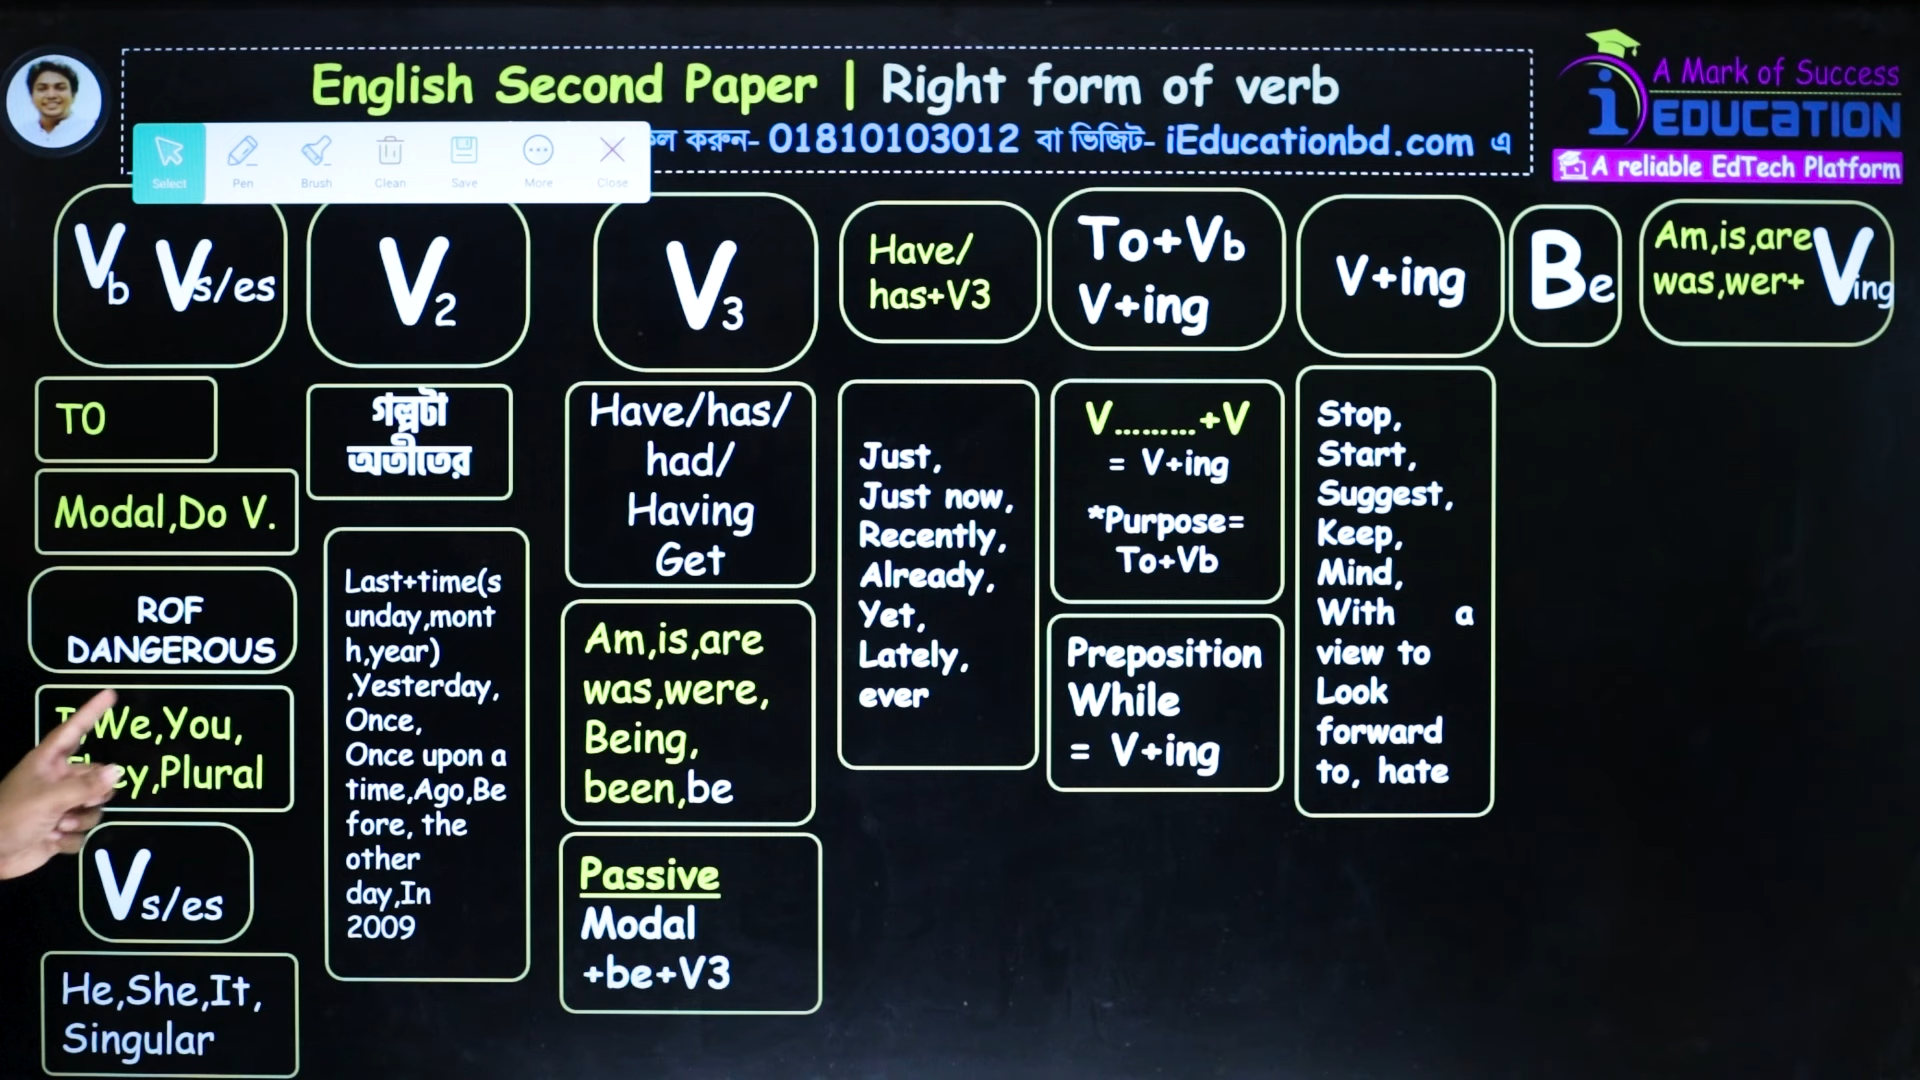 English Second Paper | Right form of verb
করুন- 01810103012 বা ভিজিট- iEducationbd.com এ
A Mark of Success
iEDUCATION
A reliable EdTech Platform
Select Pen Brush Clean Save More Close
Vb Vs/es
TO
Modal,Do V.
ROF
DANGEROUS
We,You,
Plural
Vs/es
He,She,It,
Singular
V2
গল্পটা
অতীতের
Last+time(s
unday,mont
h,year)
,Yesterday,
Once,
Once upon a
time,Ago,Be
fore, the
other
day,In
2009
V3
Have/has/
had/
Having
Get
Am,is,are
was,were,
Being,
been,be
Passive
Modal
+be+V3
Have/
has+V3
Just,
Just now,
Recently,
Already,
Yet,
Lately,
ever
To+Vb
V+ing
V.........+V
= V+ing
*Purpose=
To+Vb
Preposition
While
= V+ing
V+ing
Stop,
Start,
Suggest,
Keep,
Mind,
With a
view to
Look
forward
to, hate
Be
Am,is,are
was,wer+ Ving